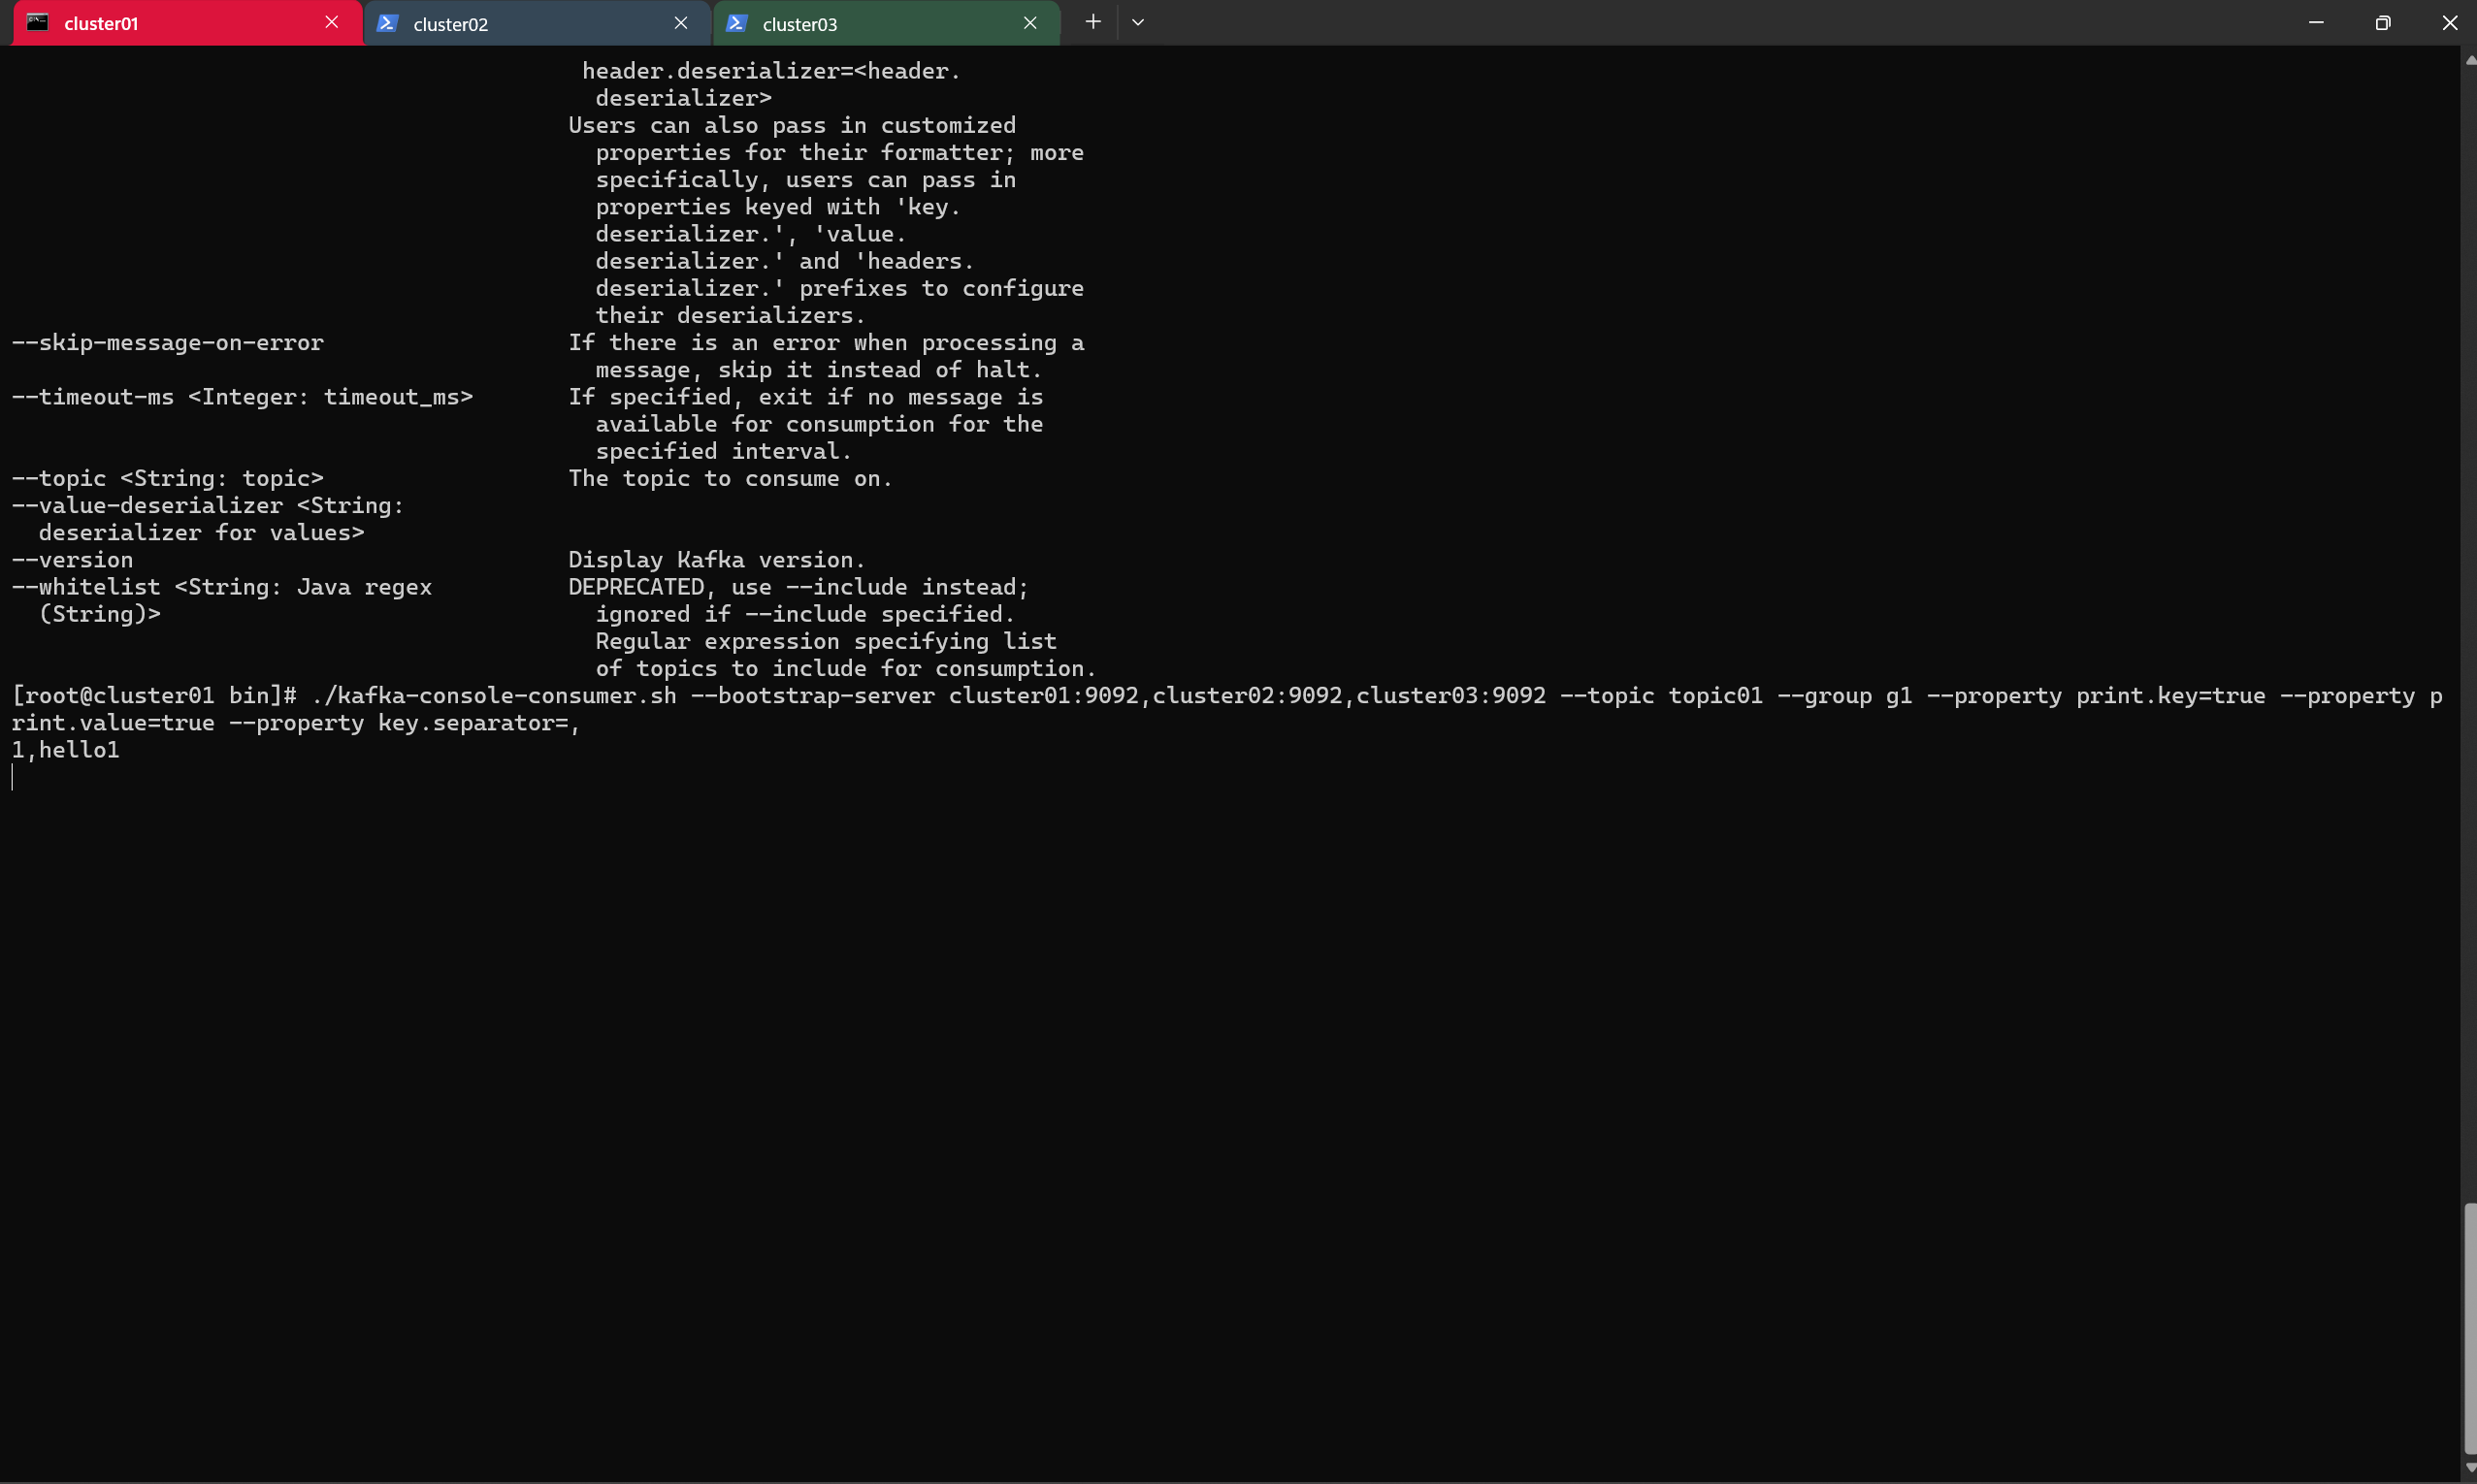 cluster01 cluster02 cluster03
header.deserializer=<header.
deserializer>
Users can also pass in customized
properties for their formatter; more
specifically, users can pass in
properties keyed with 'key.
deserializer.', 'value.
deserializer.' and 'headers.
deserializer.' prefixes to configure
their deserializers.
--skip-message-on-error If there is an error when processing a
message, skip it instead of halt.
--timeout-ms <Integer: timeout_ms> If specified, exit if no message is
available for consumption for the
specified interval.
--topic <String: topic> The topic to consume on.
--value-deserializer <String:
deserializer for values>
--version Display Kafka version.
--whitelist <String: Java regex DEPRECATED, use --include instead;
(String)> ignored if --include specified.
Regular expression specifying list
of topics to include for consumption.
[root@cluster01 bin]# ./kafka-console-consumer.sh --bootstrap-server cluster01:9092,cluster02:9092,cluster03:9092 --topic topic01 --group g1 --property print.key=true --property p
rint.value=true --property key.separator=,
1,hello1